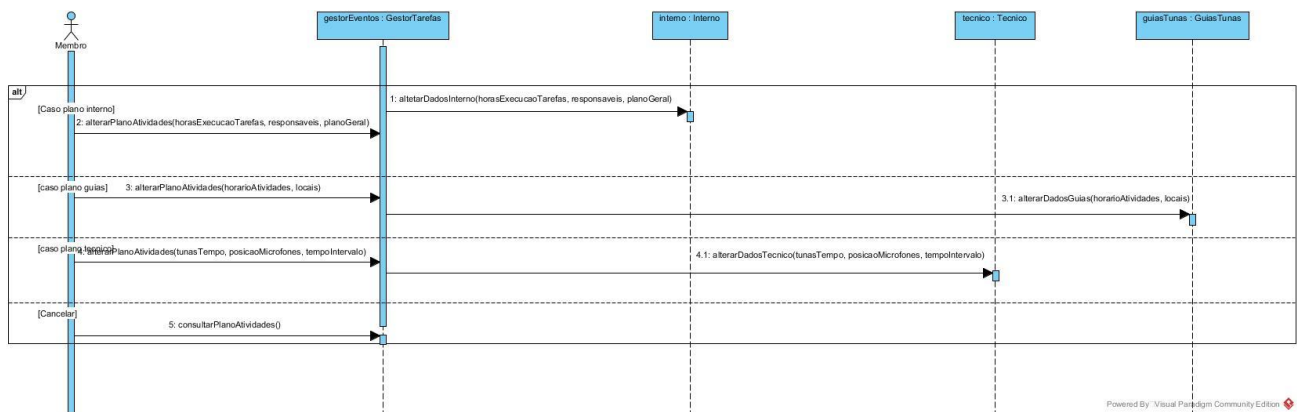 gestorEventos : GestorTarefas
interno : Interno
tecnico : Tecnico
guiasTunas : GuiasTunas
Membro
alt
[Caso plano interno]
1: altetarDadosInterno(horasExecucaoTarefas, responsaveis, planoGeral)
2: alterarPlanoAtividades(horasExecucaoTarefas, responsaveis, planoGeral)
[caso plano guias]
3: alterarPlanoAtividades(horarioAtividades, locais)
3.1: alterarDadosGuias(horarioAtividades, locais)
[caso plano tecnico]
4: alterarPlanoAtividades(tunasTempo, posicaoMicrofones, tempoIntervalo)
4.1: alterarDadosTecnico(tunasTempo, posicaoMicrofones, tempoIntervalo)
[Cancelar]
5: consultarPlanoAtividades()
Powered By Visual Paradigm Community Edition